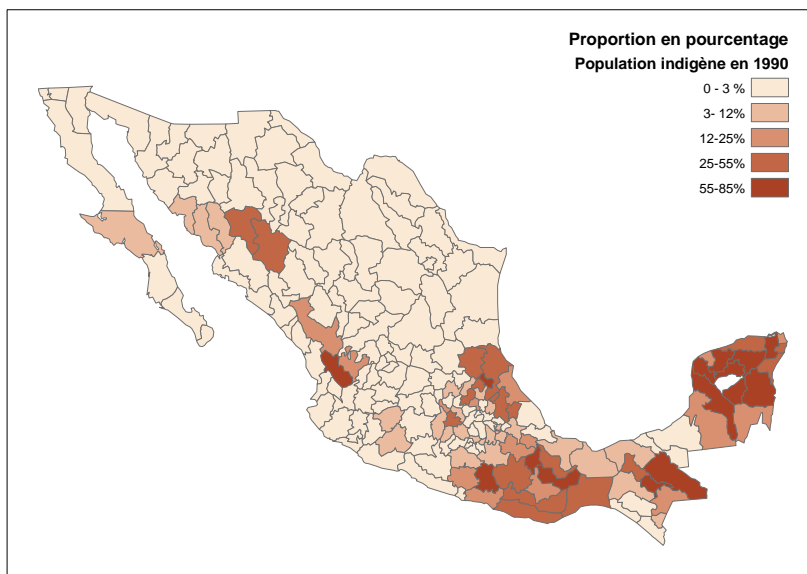 Proportion en pourcentage
Population indigène en 1990
0 - 3 %
3- 12%
12-25%
25-55%
55-85%